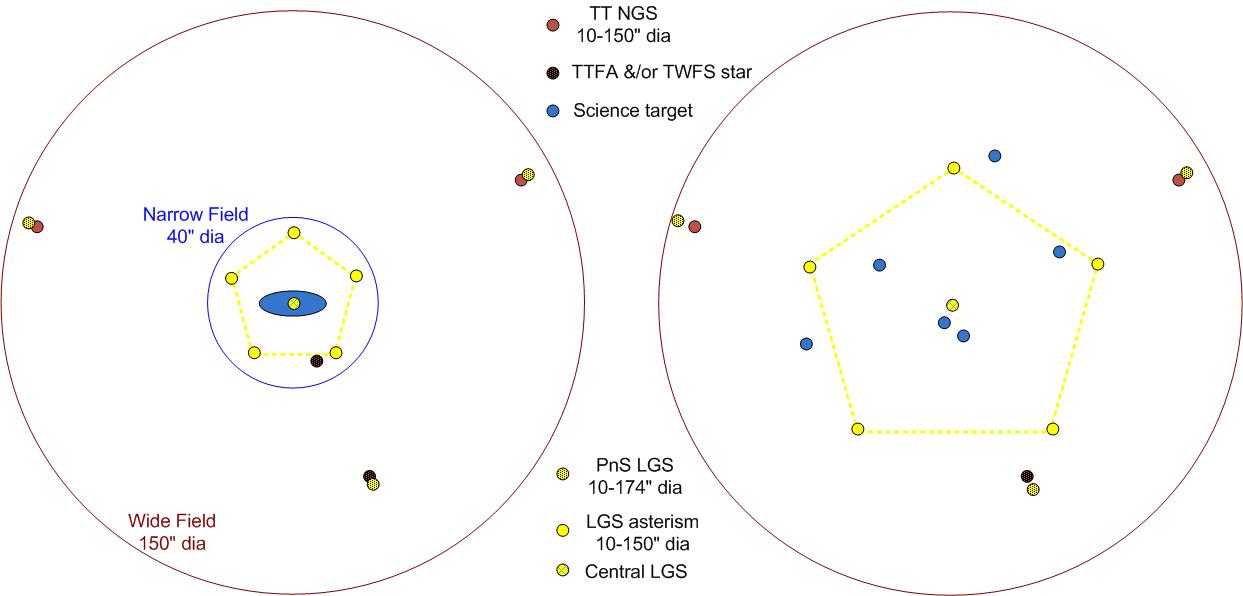 TT NGS
10-150" dia
TTFA &/or TWFS star
Science target
Narrow Field
40" dia
PnS LGS
10-174" dia
Wide Field
150" dia
LGS asterism
10-150" dia
Central LGS